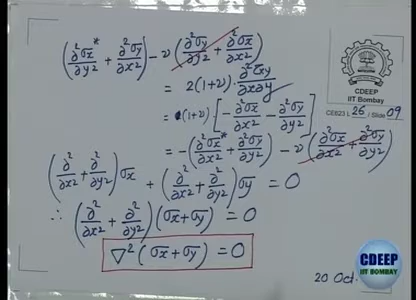 (∂²σx*/∂y² + ∂²σy/∂x²) - ν(∂²σy/∂y² + ∂²σx/∂x²)
= 2(1+ν)·∂²τxy/∂x∂y
= (1+ν)[-∂²σx/∂x² - ∂²σy/∂y²]
= -(∂²σx*/∂x² + ∂²σy/∂y²) - ν(∂²σx/∂x² + ∂²σy/∂y²)
(∂²/∂x² + ∂²/∂y²)σx + (∂²/∂x² + ∂²/∂y²)σy = 0
∴ (∂²/∂x² + ∂²/∂y²)(σx+σy) = 0
∇²(σx+σy) = 0
CDEEP
IIT Bombay
CE623 L 26 / Slide 09
CDEEP
IIT BOMBAY
20 Oct